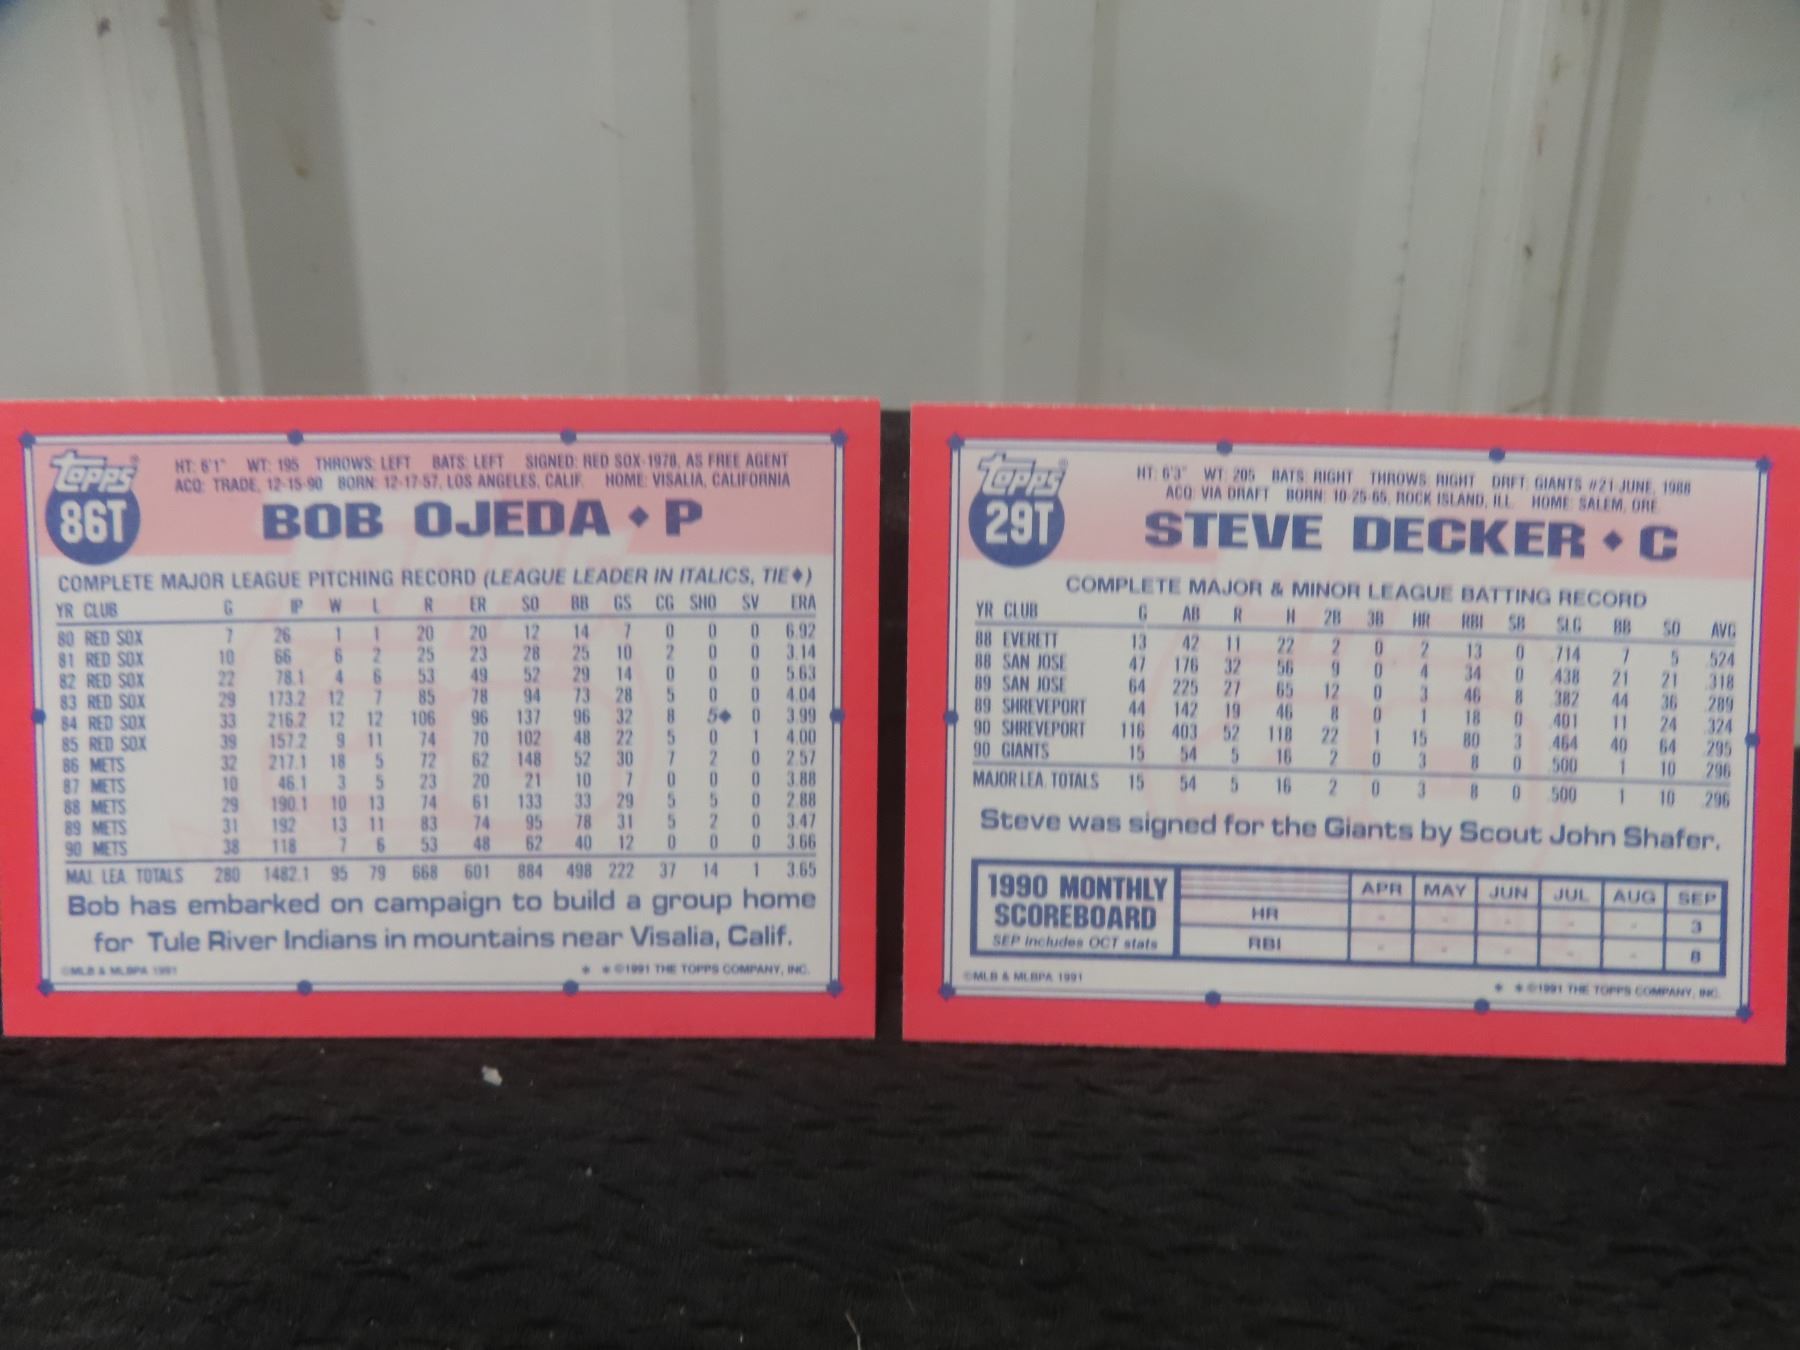 Topps
86T
HT: 6'1" WT: 195 THROWS: LEFT BATS: LEFT SIGNED: RED SOX-1978, AS FREE AGENT
ACQ: TRADE, 12-15-90 BORN: 12-17-57, LOS ANGELES, CALIF. HOME: VISALIA, CALIFORNIA
BOB OJEDA ◆ P
COMPLETE MAJOR LEAGUE PITCHING RECORD (LEAGUE LEADER IN ITALICS, TIE◆)
YR CLUB G IP W L R ER SO BB GS CG SHO SV ERA
80 RED SOX 7 26 1 1 20 20 12 14 7 0 0 0 6.92
81 RED SOX 10 66 6 2 25 23 28 25 10 2 0 0 3.14
82 RED SOX 22 78.1 4 6 53 49 52 29 14 0 0 0 5.63
83 RED SOX 29 173.2 12 7 85 78 94 73 28 5 0 0 4.04
84 RED SOX 33 216.2 12 12 106 96 137 96 32 8 5◆ 0 3.99
85 RED SOX 39 157.2 9 11 74 70 102 48 22 5 0 1 4.00
86 METS 32 217.1 18 5 72 62 148 52 30 7 2 0 2.57
87 METS 10 46.1 3 5 23 20 21 10 7 0 0 0 3.88
88 METS 29 190.1 10 13 74 61 133 33 29 5 5 0 2.88
89 METS 31 192 13 11 83 74 95 78 31 5 2 0 3.47
90 METS 38 118 7 6 53 48 62 40 12 0 0 0 3.66
MAJ. LEA. TOTALS 280 1482.1 95 79 668 601 884 498 222 37 14 1 3.65
Bob has embarked on campaign to build a group home
for Tule River Indians in mountains near Visalia, Calif.
©MLB & MLBPA 1991 * * ©1991 THE TOPPS COMPANY, INC.
Topps
29T
HT: 6'3" WT: 205 BATS: RIGHT THROWS: RIGHT DRFT: GIANTS #21-JUNE, 1988
ACQ: VIA DRAFT BORN: 10-25-65, ROCK ISLAND, ILL. HOME: SALEM, ORE.
STEVE DECKER ◆ C
COMPLETE MAJOR & MINOR LEAGUE BATTING RECORD
YR CLUB G AB R H 2B 3B HR RBI SB SLG BB SO AVG
88 EVERETT 13 42 11 22 2 0 2 13 0 .714 7 5 .524
88 SAN JOSE 47 176 32 56 9 0 4 34 0 .438 21 21 .318
89 SAN JOSE 64 225 27 65 12 0 3 46 8 .382 44 36 .289
89 SHREVEPORT 44 142 19 46 8 0 1 18 0 .401 11 24 .324
90 SHREVEPORT 116 403 52 118 22 1 15 80 3 .464 40 64 .295
90 GIANTS 15 54 5 16 2 0 3 8 0 .500 1 10 .296
MAJOR LEA. TOTALS 15 54 5 16 2 0 3 8 0 .500 1 10 .296
Steve was signed for the Giants by Scout John Shafer.
1990 MONTHLY
SCOREBOARD
SEP includes OCT stats
APR MAY JUN JUL AUG SEP
HR - - - - - 3
RBI - - - - - 8
©MLB & MLBPA 1991
* * ©1991 THE TOPPS COMPANY, INC.